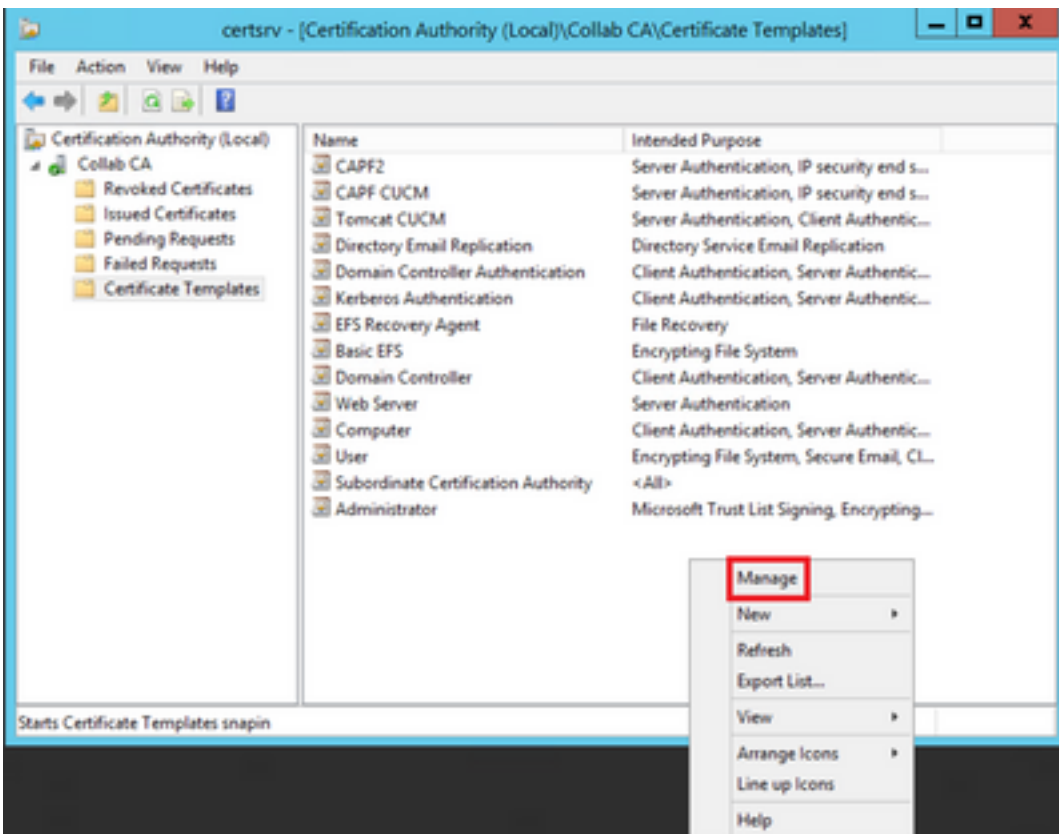 certsrv - [Certification Authority (Local)\Collab CA\Certificate Templates]
File Action View Help
Certification Authority (Local)
Collab CA
Revoked Certificates
Issued Certificates
Pending Requests
Failed Requests
Certificate Templates
Name Intended Purpose
CAPF2 Server Authentication, IP security end s...
CAPF CUCM Server Authentication, IP security end s...
Tomcat CUCM Server Authentication, Client Authentic...
Directory Email Replication Directory Service Email Replication
Domain Controller Authentication Client Authentication, Server Authentic...
Kerberos Authentication Client Authentication, Server Authentic...
EFS Recovery Agent File Recovery
Basic EFS Encrypting File System
Domain Controller Client Authentication, Server Authentic...
Web Server Server Authentication
Computer Client Authentication, Server Authentic...
User Encrypting File System, Secure Email, Cl...
Subordinate Certification Authority <All>
Administrator Microsoft Trust List Signing, Encrypting...
Manage
New
Refresh
Export List...
View
Arrange Icons
Line up Icons
Help
Starts Certificate Templates snapin